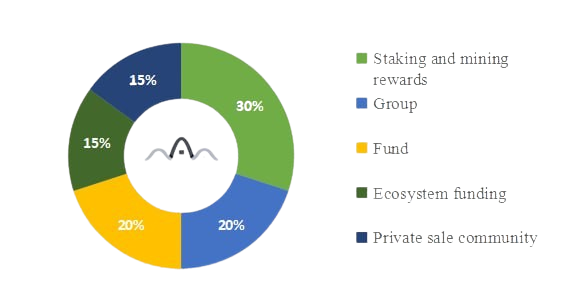 15%
30%
15%
20%
20%
Staking and mining
rewards
Group
Fund
Ecosystem funding
Private sale community